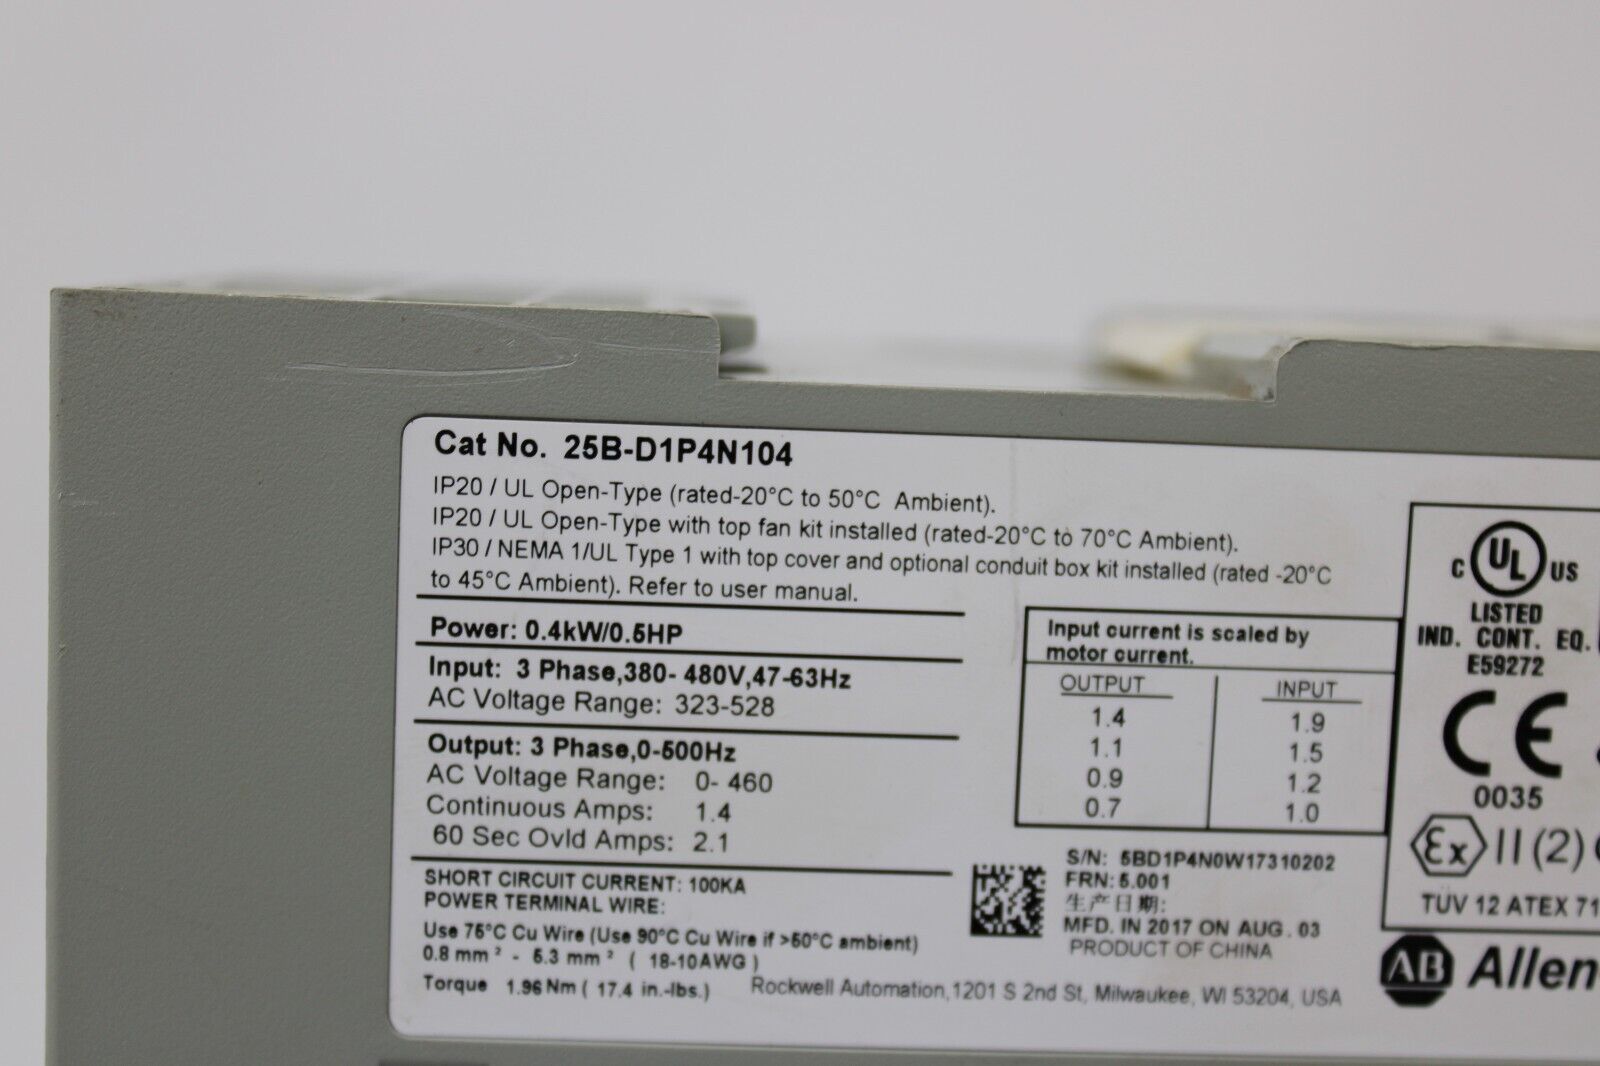 Cat No. 25B-D1P4N104
IP20 / UL Open-Type (rated-20°C to 50°C Ambient).
IP20 / UL Open-Type with top fan kit installed (rated-20°C to 70°C Ambient).
IP30 / NEMA 1/UL Type 1 with top cover and optional conduit box kit installed (rated -20°C
to 45°C Ambient). Refer to user manual.
Power: 0.4kW/0.5HP
Input: 3 Phase,380- 480V,47-63Hz
AC Voltage Range: 323-528
Output: 3 Phase,0-500Hz
AC Voltage Range: 0- 460
Continuous Amps: 1.4
60 Sec Ovld Amps: 2.1
SHORT CIRCUIT CURRENT: 100KA
POWER TERMINAL WIRE:
Use 75°C Cu Wire (Use 90°C Cu Wire if >50°C ambient)
0.8 mm² - 5.3 mm² ( 18-10AWG )
Torque 1.96 Nm ( 17.4 in.-lbs.)
Input current is scaled by
motor current.
OUTPUT INPUT
1.4 1.9
1.1 1.5
0.9 1.2
0.7 1.0
S/N: 5BD1P4N0W17310202
FRN: 5.001
生产日期:
MFD. IN 2017 ON AUG. 03
PRODUCT OF CHINA
Rockwell Automation,1201 S 2nd St, Milwaukee, WI 53204, USA
C UL US
LISTED
IND. CONT. EQ.
E59272
CE
0035
Ex II (2)
TÜV 12 ATEX 71
AB Allen